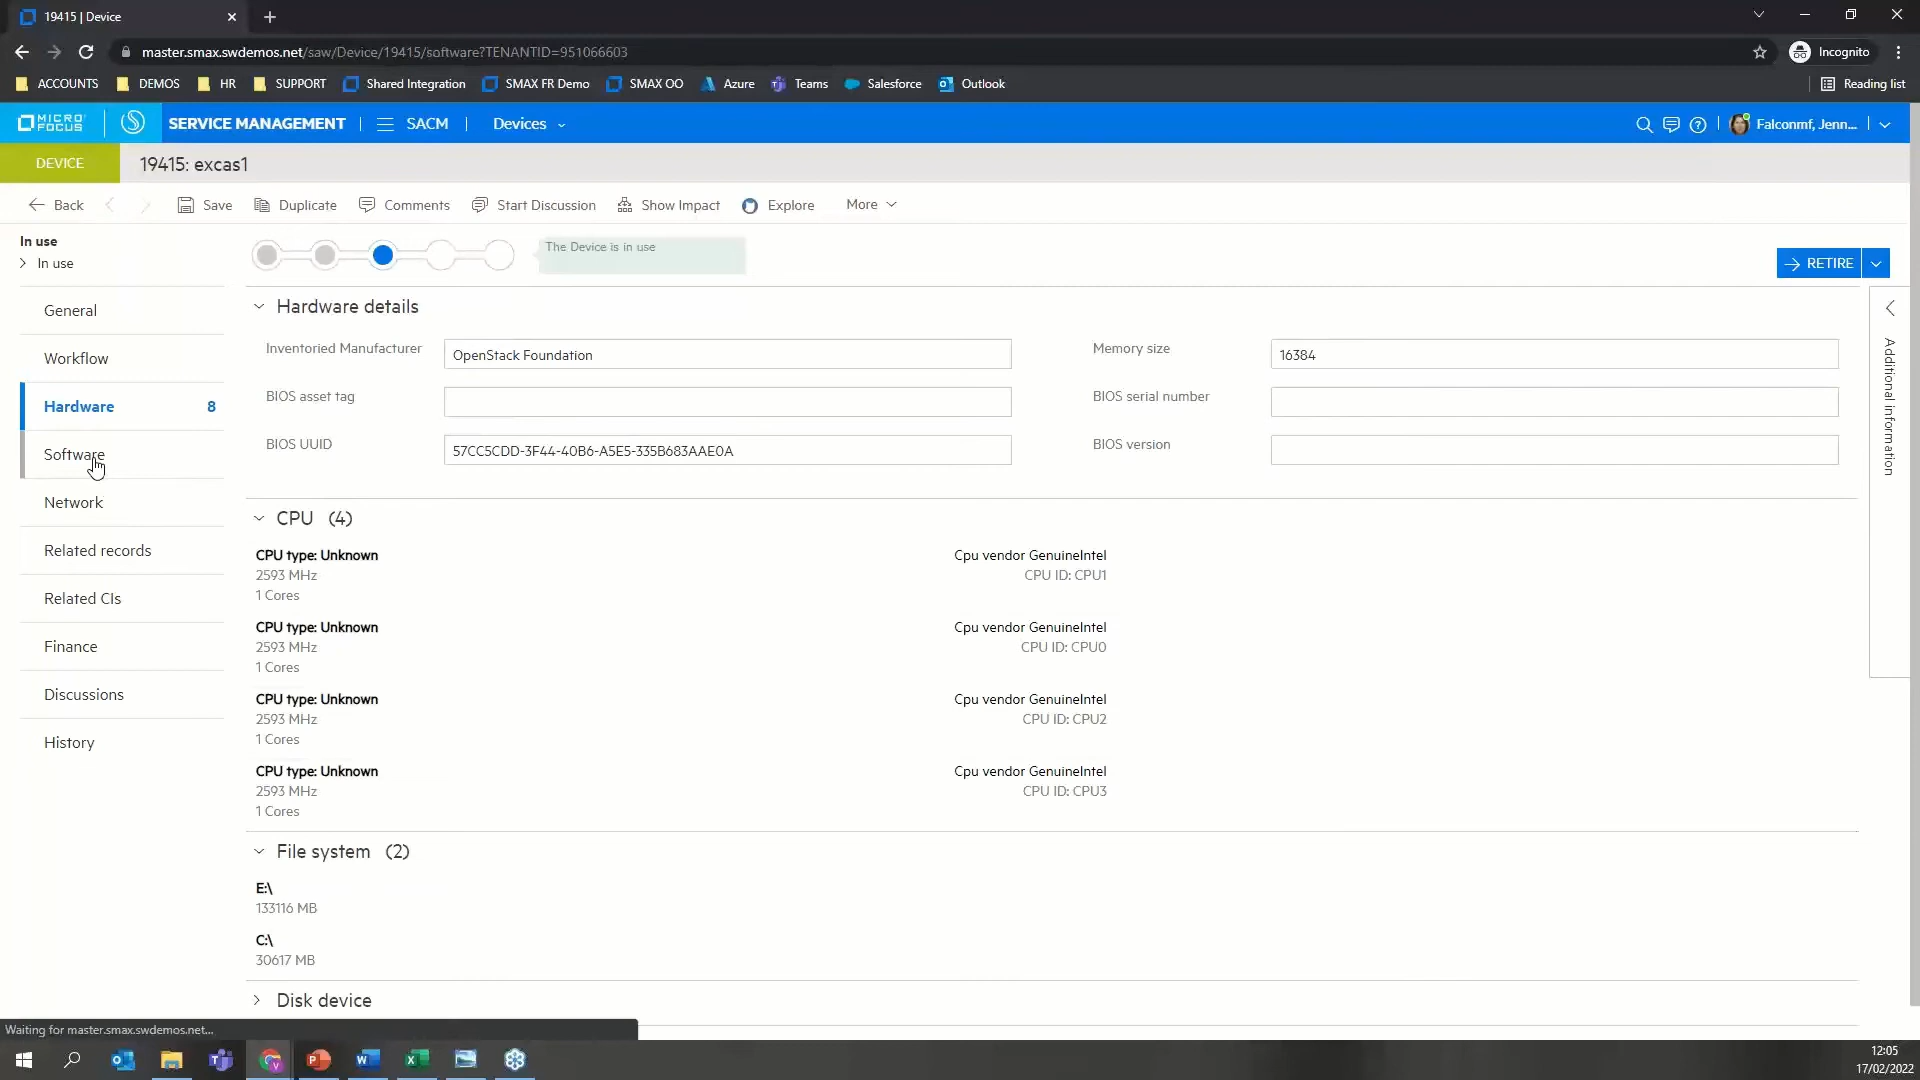 19415 | Device
master.smax.swdemos.net/saw/Device/19415/software?TENANTID=951066603
Incognito
ACCOUNTS
DEMOS
HR
SUPPORT
Shared Integration
SMAX FR Demo
SMAX OO
Azure
Teams
Salesforce
Outlook
Reading list
MICRO FOCUS
SERVICE MANAGEMENT
SACM
Devices
Falconmf, Jenn...
DEVICE
19415: excas1
Back
Save
Duplicate
Comments
Start Discussion
Show Impact
Explore
More
In use
In use
The Device is in use
RETIRE
General
Workflow
Hardware 8
Software
Network
Related records
Related CIs
Finance
Discussions
History
Hardware details
Inventoried Manufacturer OpenStack Foundation
Memory size 16384
BIOS asset tag
BIOS serial number
BIOS UUID 57CC5CDD-3F44-40B6-A5E5-335B683AAE0A
BIOS version
Additional information
CPU (4)
CPU type: Unknown Cpu vendor GenuineIntel
2593 MHz CPU ID: CPU1
1 Cores
CPU type: Unknown Cpu vendor GenuineIntel
2593 MHz CPU ID: CPU0
1 Cores
CPU type: Unknown Cpu vendor GenuineIntel
2593 MHz CPU ID: CPU2
1 Cores
CPU type: Unknown Cpu vendor GenuineIntel
2593 MHz CPU ID: CPU3
1 Cores
File system (2)
E:\
133116 MB
C:\
30617 MB
Disk device
Waiting for master.smax.swdemos.net...
12:05
17/02/2022